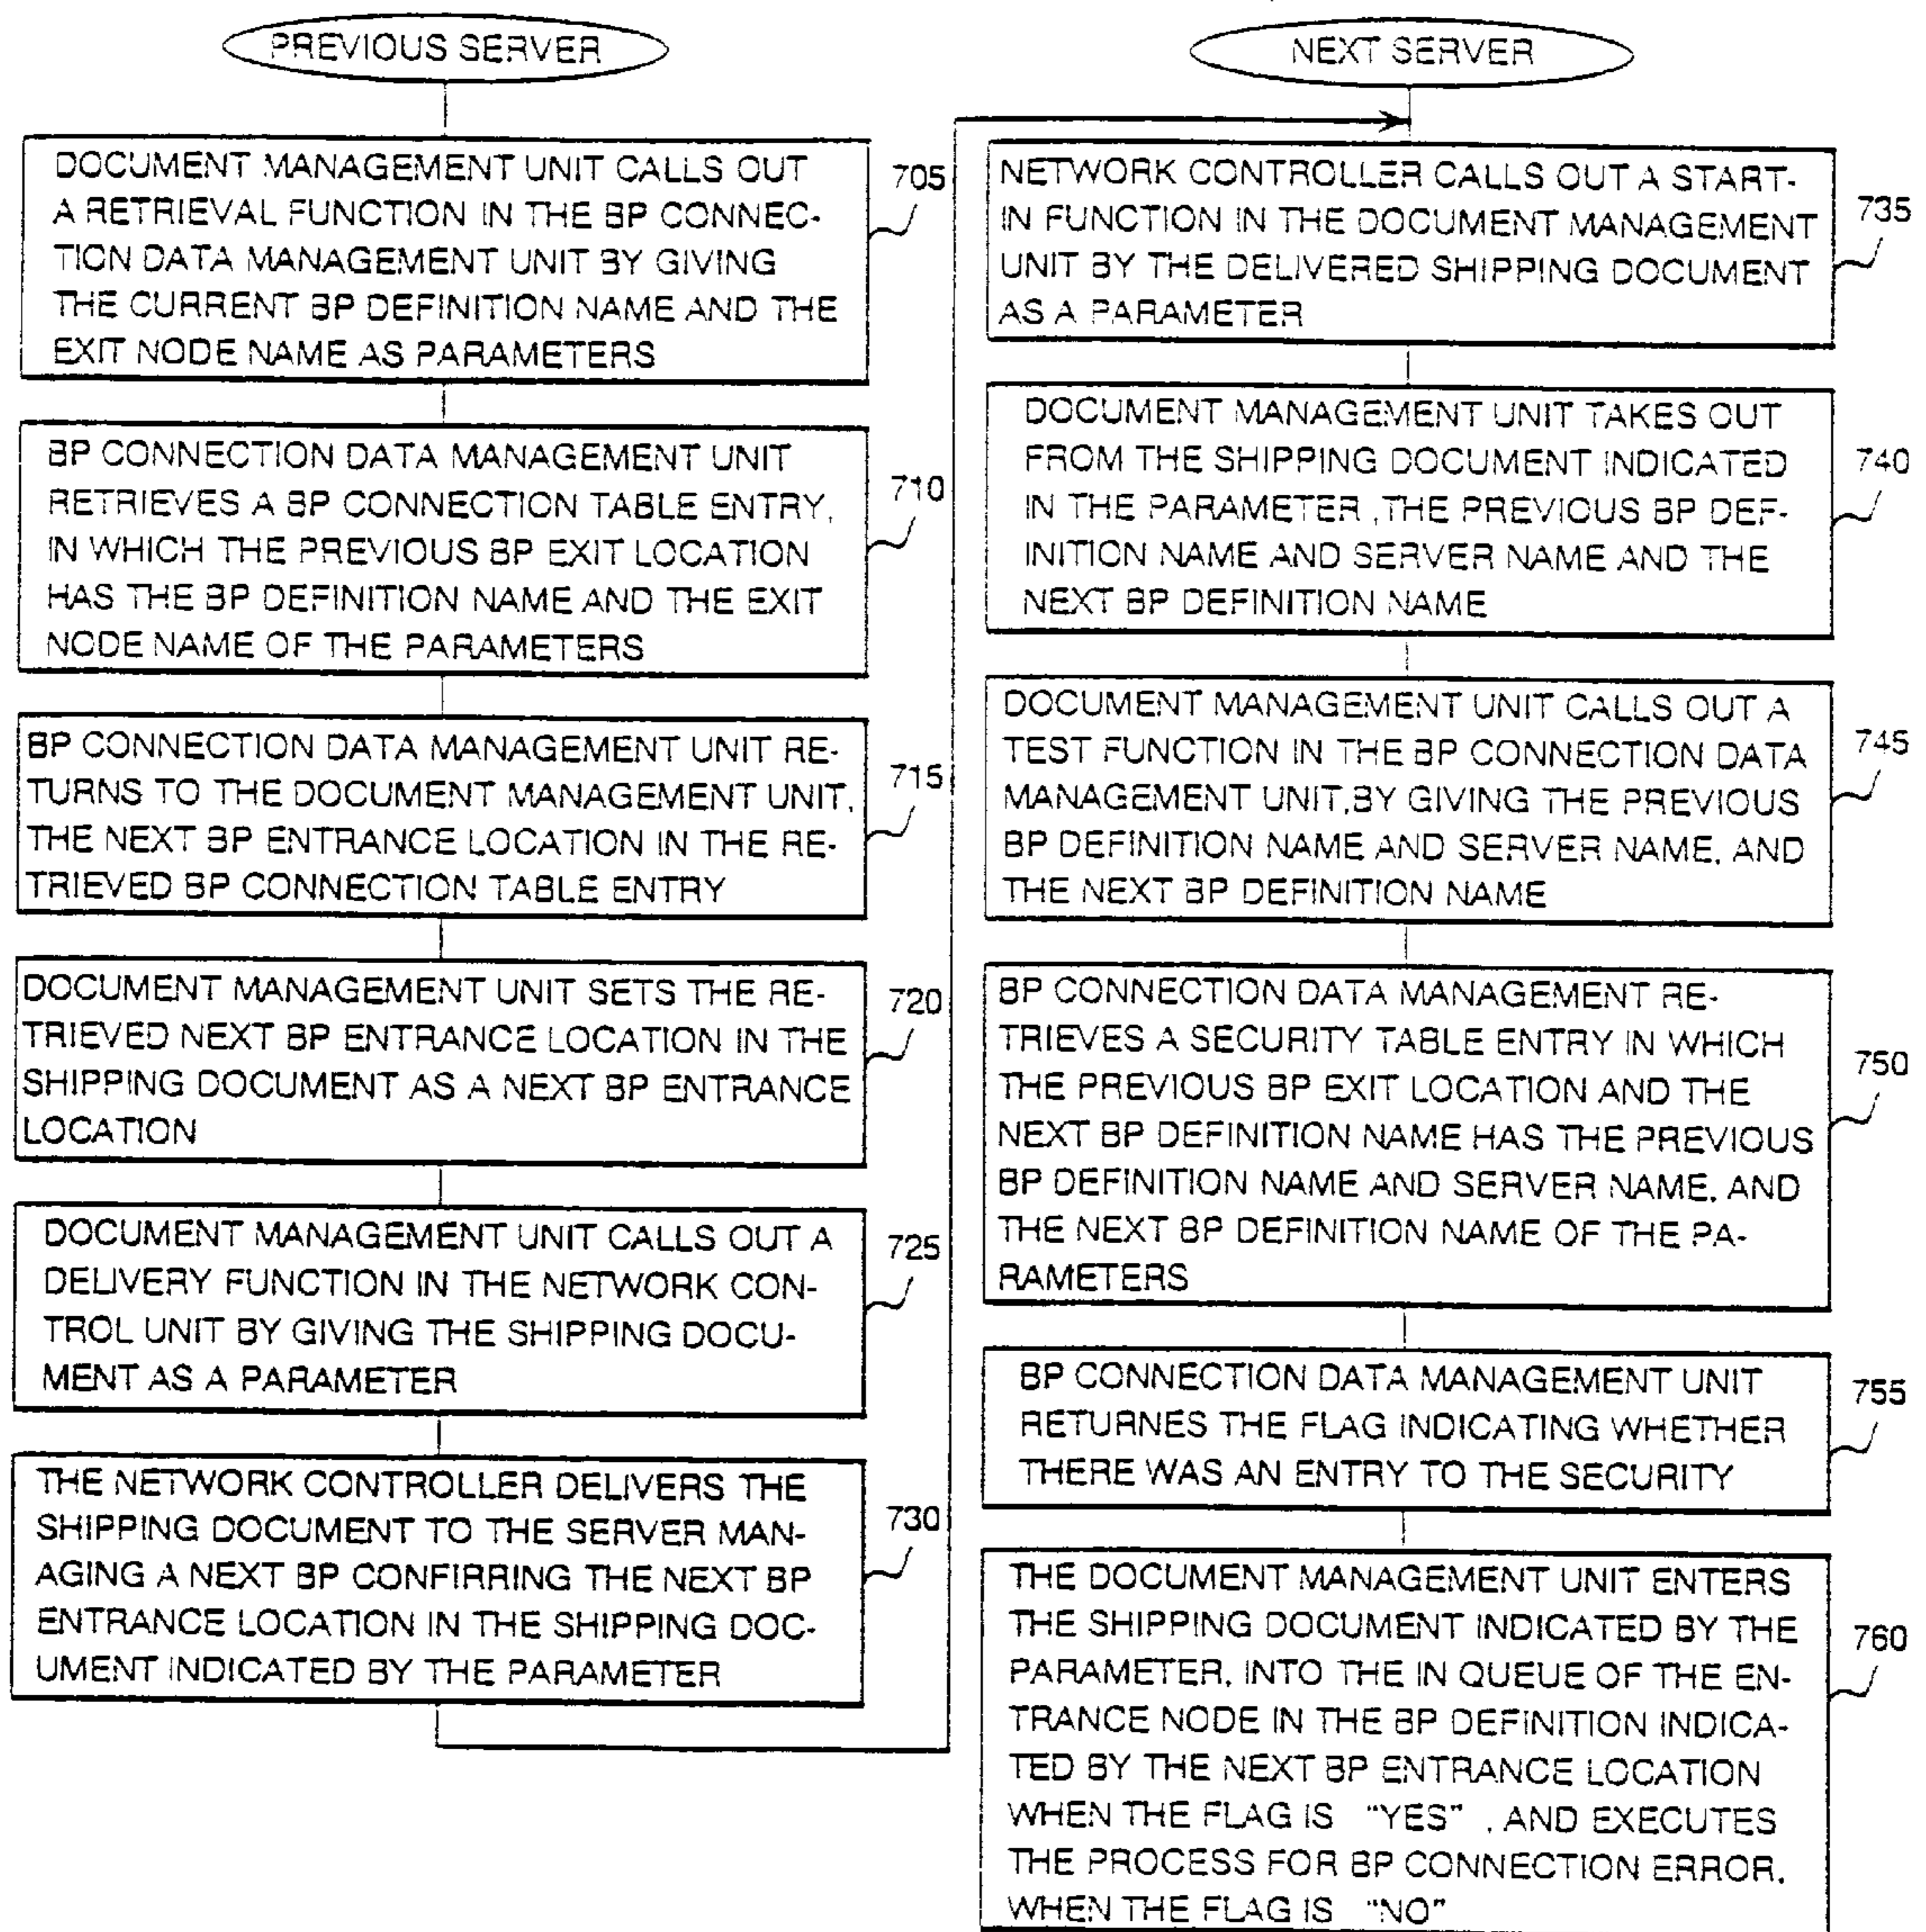 PREVIOUS SERVER
DOCUMENT MANAGEMENT UNIT CALLS OUT
A RETRIEVAL FUNCTION IN THE BP CONNEC-
TION DATA MANAGEMENT UNIT BY GIVING
THE CURRENT BP DEFINITION NAME AND THE
EXIT NODE NAME AS PARAMETERS
705
BP CONNECTION DATA MANAGEMENT UNIT
RETRIEVES A BP CONNECTION TABLE ENTRY,
IN WHICH THE PREVIOUS BP EXIT LOCATION
HAS THE BP DEFINITION NAME AND THE EXIT
NODE NAME OF THE PARAMETERS
710
BP CONNECTION DATA MANAGEMENT UNIT RE-
TURNS TO THE DOCUMENT MANAGEMENT UNIT,
THE NEXT BP ENTRANCE LOCATION IN THE RE-
TRIEVED BP CONNECTION TABLE ENTRY
715
DOCUMENT MANAGEMENT UNIT SETS THE RE-
TRIEVED NEXT BP ENTRANCE LOCATION IN THE
SHIPPING DOCUMENT AS A NEXT BP ENTRANCE
LOCATION
720
DOCUMENT MANAGEMENT UNIT CALLS OUT A
DELIVERY FUNCTION IN THE NETWORK CON-
TROL UNIT BY GIVING THE SHIPPING DOCU-
MENT AS A PARAMETER
725
THE NETWORK CONTROLLER DELIVERS THE
SHIPPING DOCUMENT TO THE SERVER MAN-
AGING A NEXT BP CONFIRRING THE NEXT BP
ENTRANCE LOCATION IN THE SHIPPING DOC-
UMENT INDICATED BY THE PARAMETER
730
NEXT SERVER
NETWORK CONTROLLER CALLS OUT A START-
IN FUNCTION IN THE DOCUMENT MANAGEMENT
UNIT BY THE DELIVERED SHIPPING DOCUMENT
AS A PARAMETER
735
DOCUMENT MANAGEMENT UNIT TAKES OUT
FROM THE SHIPPING DOCUMENT INDICATED
IN THE PARAMETER ,THE PREVIOUS BP DEF-
INITION NAME AND SERVER NAME AND THE
NEXT BP DEFINITION NAME
740
DOCUMENT MANAGEMENT UNIT CALLS OUT A
TEST FUNCTION IN THE BP CONNECTION DATA
MANAGEMENT UNIT,BY GIVING THE PREVIOUS
BP DEFINITION NAME AND SERVER NAME, AND
THE NEXT BP DEFINITION NAME
745
BP CONNECTION DATA MANAGEMENT RE-
TRIEVES A SECURITY TABLE ENTRY IN WHICH
THE PREVIOUS BP EXIT LOCATION AND THE
NEXT BP DEFINITION NAME HAS THE PREVIOUS
BP DEFINITION NAME AND SERVER NAME, AND
THE NEXT BP DEFINITION NAME OF THE PA-
RAMETERS
750
BP CONNECTION DATA MANAGEMENT UNIT
RETURNES THE FLAG INDICATING WHETHER
THERE WAS AN ENTRY TO THE SECURITY
755
THE DOCUMENT MANAGEMENT UNIT ENTERS
THE SHIPPING DOCUMENT INDICATED BY THE
PARAMETER, INTO THE IN QUEUE OF THE EN-
TRANCE NODE IN THE BP DEFINITION INDICA-
TED BY THE NEXT BP ENTRANCE LOCATION
WHEN THE FLAG IS "YES" , AND EXECUTES
THE PROCESS FOR BP CONNECTION ERROR,
WHEN THE FLAG IS "NO"
760